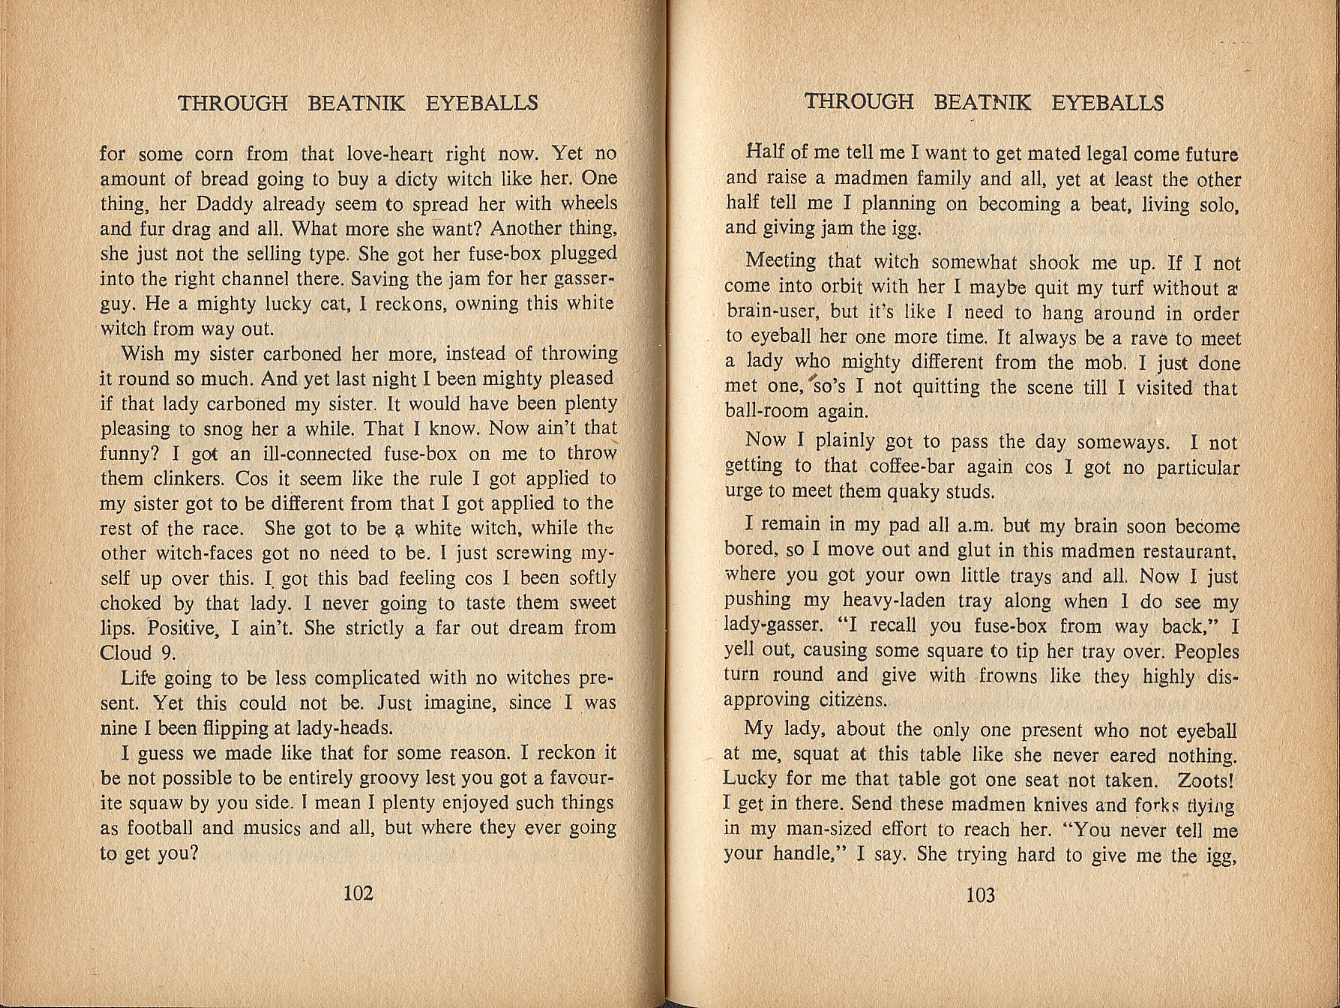 THROUGH BEATNIK EYEBALLS
for some corn from that love-heart right now. Yet no
amount of bread going to buy a dicty witch like her. One
thing, her Daddy already seem to spread her with wheels
and fur drag and all. What more she want? Another thing,
she just not the selling type. She got her fuse-box plugged
into the right channel there. Saving the jam for her gasser-
guy. He a mighty lucky cat, I reckons, owning this white
witch from way out.
Wish my sister carboned her more, instead of throwing
it round so much. And yet last night I been mighty pleased
if that lady carboned my sister. It would have been plenty
pleasing to snog her a while. That I know. Now ain't that
funny? I got an ill-connected fuse-box on me to throw
them clinkers. Cos it seem like the rule I got applied to
my sister got to be different from that I got applied to the
rest of the race. She got to be a white witch, while the
other witch-faces got no need to be. I just screwing my-
self up over this. I got this bad feeling cos I been softly
choked by that lady. I never going to taste them sweet
lips. Positive, I ain't. She strictly a far out dream from
Cloud 9.
Life going to be less complicated with no witches pre-
sent. Yet this could not be. Just imagine, since I was
nine I been flipping at lady-heads.
I guess we made like that for some reason. I reckon it
be not possible to be entirely groovy lest you got a favour-
ite squaw by you side. I mean I plenty enjoyed such things
as football and musics and all, but where they ever going
to get you?
102
THROUGH BEATNIK EYEBALLS
Half of me tell me I want to get mated legal come future
and raise a madmen family and all, yet at least the other
half tell me I planning on becoming a beat, living solo,
and giving jam the igg.
Meeting that witch somewhat shook me up. If I not
come into orbit with her I maybe quit my turf without a
brain-user, but it's like I need to hang around in order
to eyeball her one more time. It always be a rave to meet
a lady who mighty different from the mob. I just done
met one, so's I not quitting the scene till I visited that
ball-room again.
Now I plainly got to pass the day someways. I not
getting to that coffee-bar again cos I got no particular
urge to meet them quaky studs.
I remain in my pad all a.m. but my brain soon become
bored, so I move out and glut in this madmen restaurant,
where you got your own little trays and all. Now I just
pushing my heavy-laden tray along when I do see my
lady-gasser. "I recall you fuse-box from way back," I
yell out, causing some square to tip her tray over. Peoples
turn round and give with frowns like they highly dis-
approving citizens.
My lady, about the only one present who not eyeball
at me, squat at this table like she never eared nothing.
Lucky for me that table got one seat not taken. Zoots!
I get in there. Send these madmen knives and forks flying
in my man-sized effort to reach her. "You never tell me
your handle," I say. She trying hard to give me the igg,
103